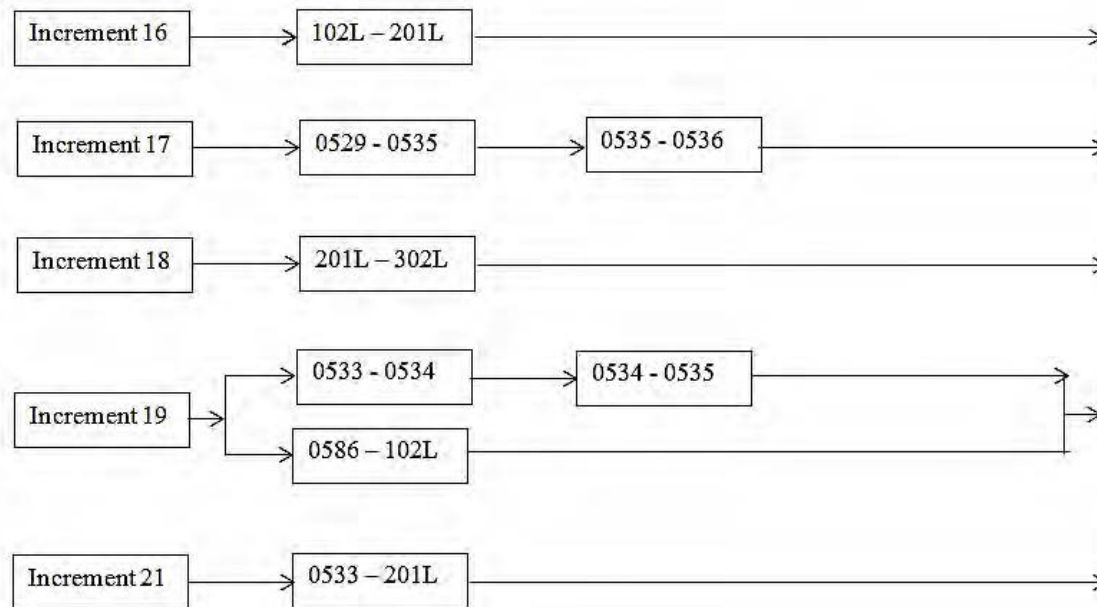 Increment 16
102L – 201L
Increment 17
0529 - 0535
0535 - 0536
Increment 18
201L – 302L
Increment 19
0533 - 0534
0534 - 0535
0586 – 102L
Increment 21
0533 – 201L